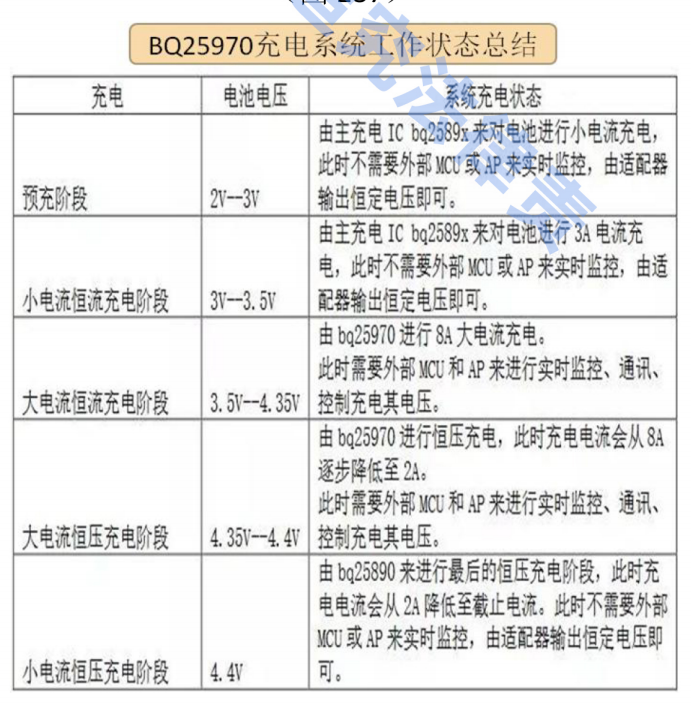 BQ25970充电系统工作状态总结
充电 电池电压 系统充电状态
由主充电 IC bq2589x 来对电池进行小电流充电，
此时不需要外部 MCU 或 AP 来实时监控，由适配器
预充阶段 2V--3V 输出恒定电压即可。
由主充电 IC bq2589x 来对电池进行 3A 电流充
电，此时不需要外部 MCU 或 AP 来实时监控，由适
小电流恒流充电阶段 3V--3.5V 配器输出恒定电压即可。
由 bq25970 进行 8A 大电流充电。
此时需要外部 MCU 和 AP 来进行实时监控、通讯、
大电流恒流充电阶段 3.5V--4.35V 控制充电其电压。
由 bq25970 进行恒压充电，此时充电电流会从 8A
逐步降低至 2A。
此时需要外部 MCU 和 AP 来进行实时监控、通讯、
大电流恒压充电阶段 4.35V--4.4V 控制充电其电压。
由 bq25890 来进行最后的恒压充电阶段，此时充
电电流会从 2A 降低至截止电流。此时不需要外部
MCU 或 AP 来实时监控，由适配器输出恒定电压即
小电流恒压充电阶段 4.4V 可。
究法律责